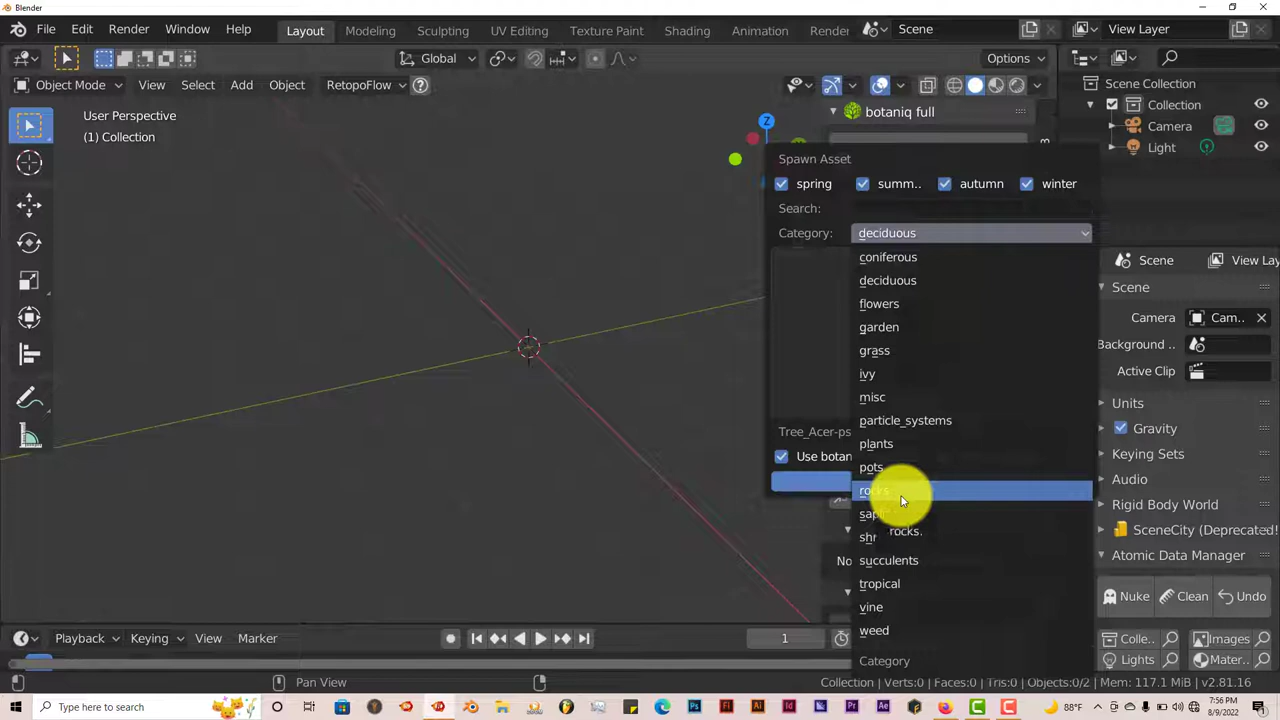 Blender
File Edit Render Window Help Layout Modeling Sculpting UV Editing Texture Paint Shading Animation Scene View Layer
Global Options
Object Mode View Select Add Object RetopoFlow
User Perspective
(1) Collection
botaniq full
Scene Collection
Collection
Camera
Light
Z
Spawn Asset
spring summ.. autumn winter
Search:
Category: deciduous
coniferous
deciduous
flowers
garden
grass
ivy
misc
particle_systems
plants
pots
rocks
rocks.
succulents
tropical
vine
weed
Category
Tree_Acer-ps
Scene
Scene
Camera Cam..
Background ..
Active Clip
Units
Gravity
Keying Sets
Audio
Rigid Body World
SceneCity (Deprecated!
Atomic Data Manager
Nuke Clean Undo
Colle.. Images
Lights Mater..
Playback Keying View Marker 1
Pan View
Collection | Verts:0 | Faces:0 | Tris:0 | Objects:0/2 | Mem: 117.1 MiB | v2.81.16
Type here to search
88°F
7:56 PM
8/9/2022